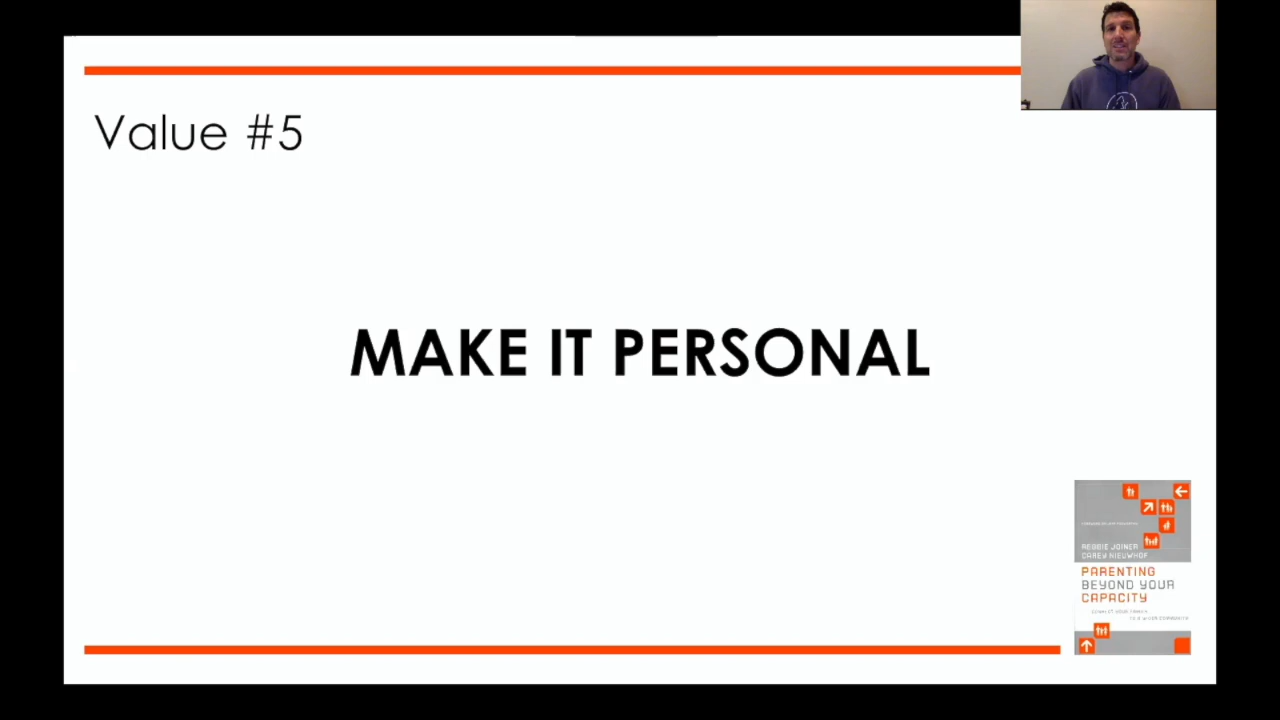 Value #5
MAKE IT PERSONAL
REGGIE JOINER
CAREY NIEUWHOF
PARENTING
BEYOND YOUR
CAPACITY